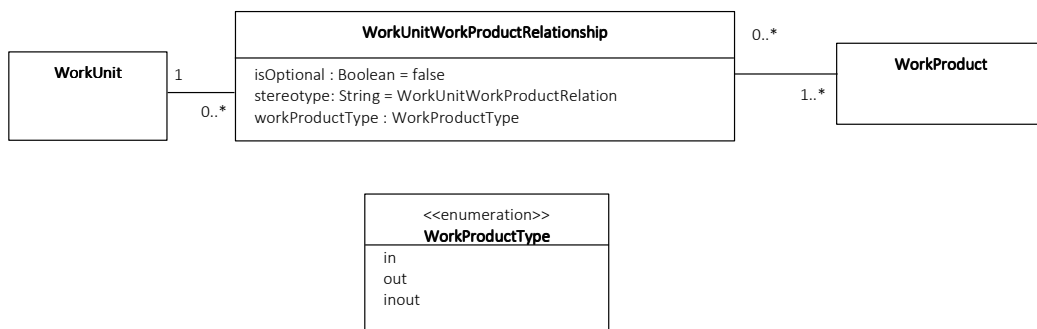 WorkUnit
1
0..*
WorkUnitWorkProductRelationship
isOptional : Boolean = false
stereotype: String = WorkUnitWorkProductRelation
workProductType : WorkProductType
0..*
1..*
WorkProduct
<<enumeration>>
WorkProductType
in
out
inout